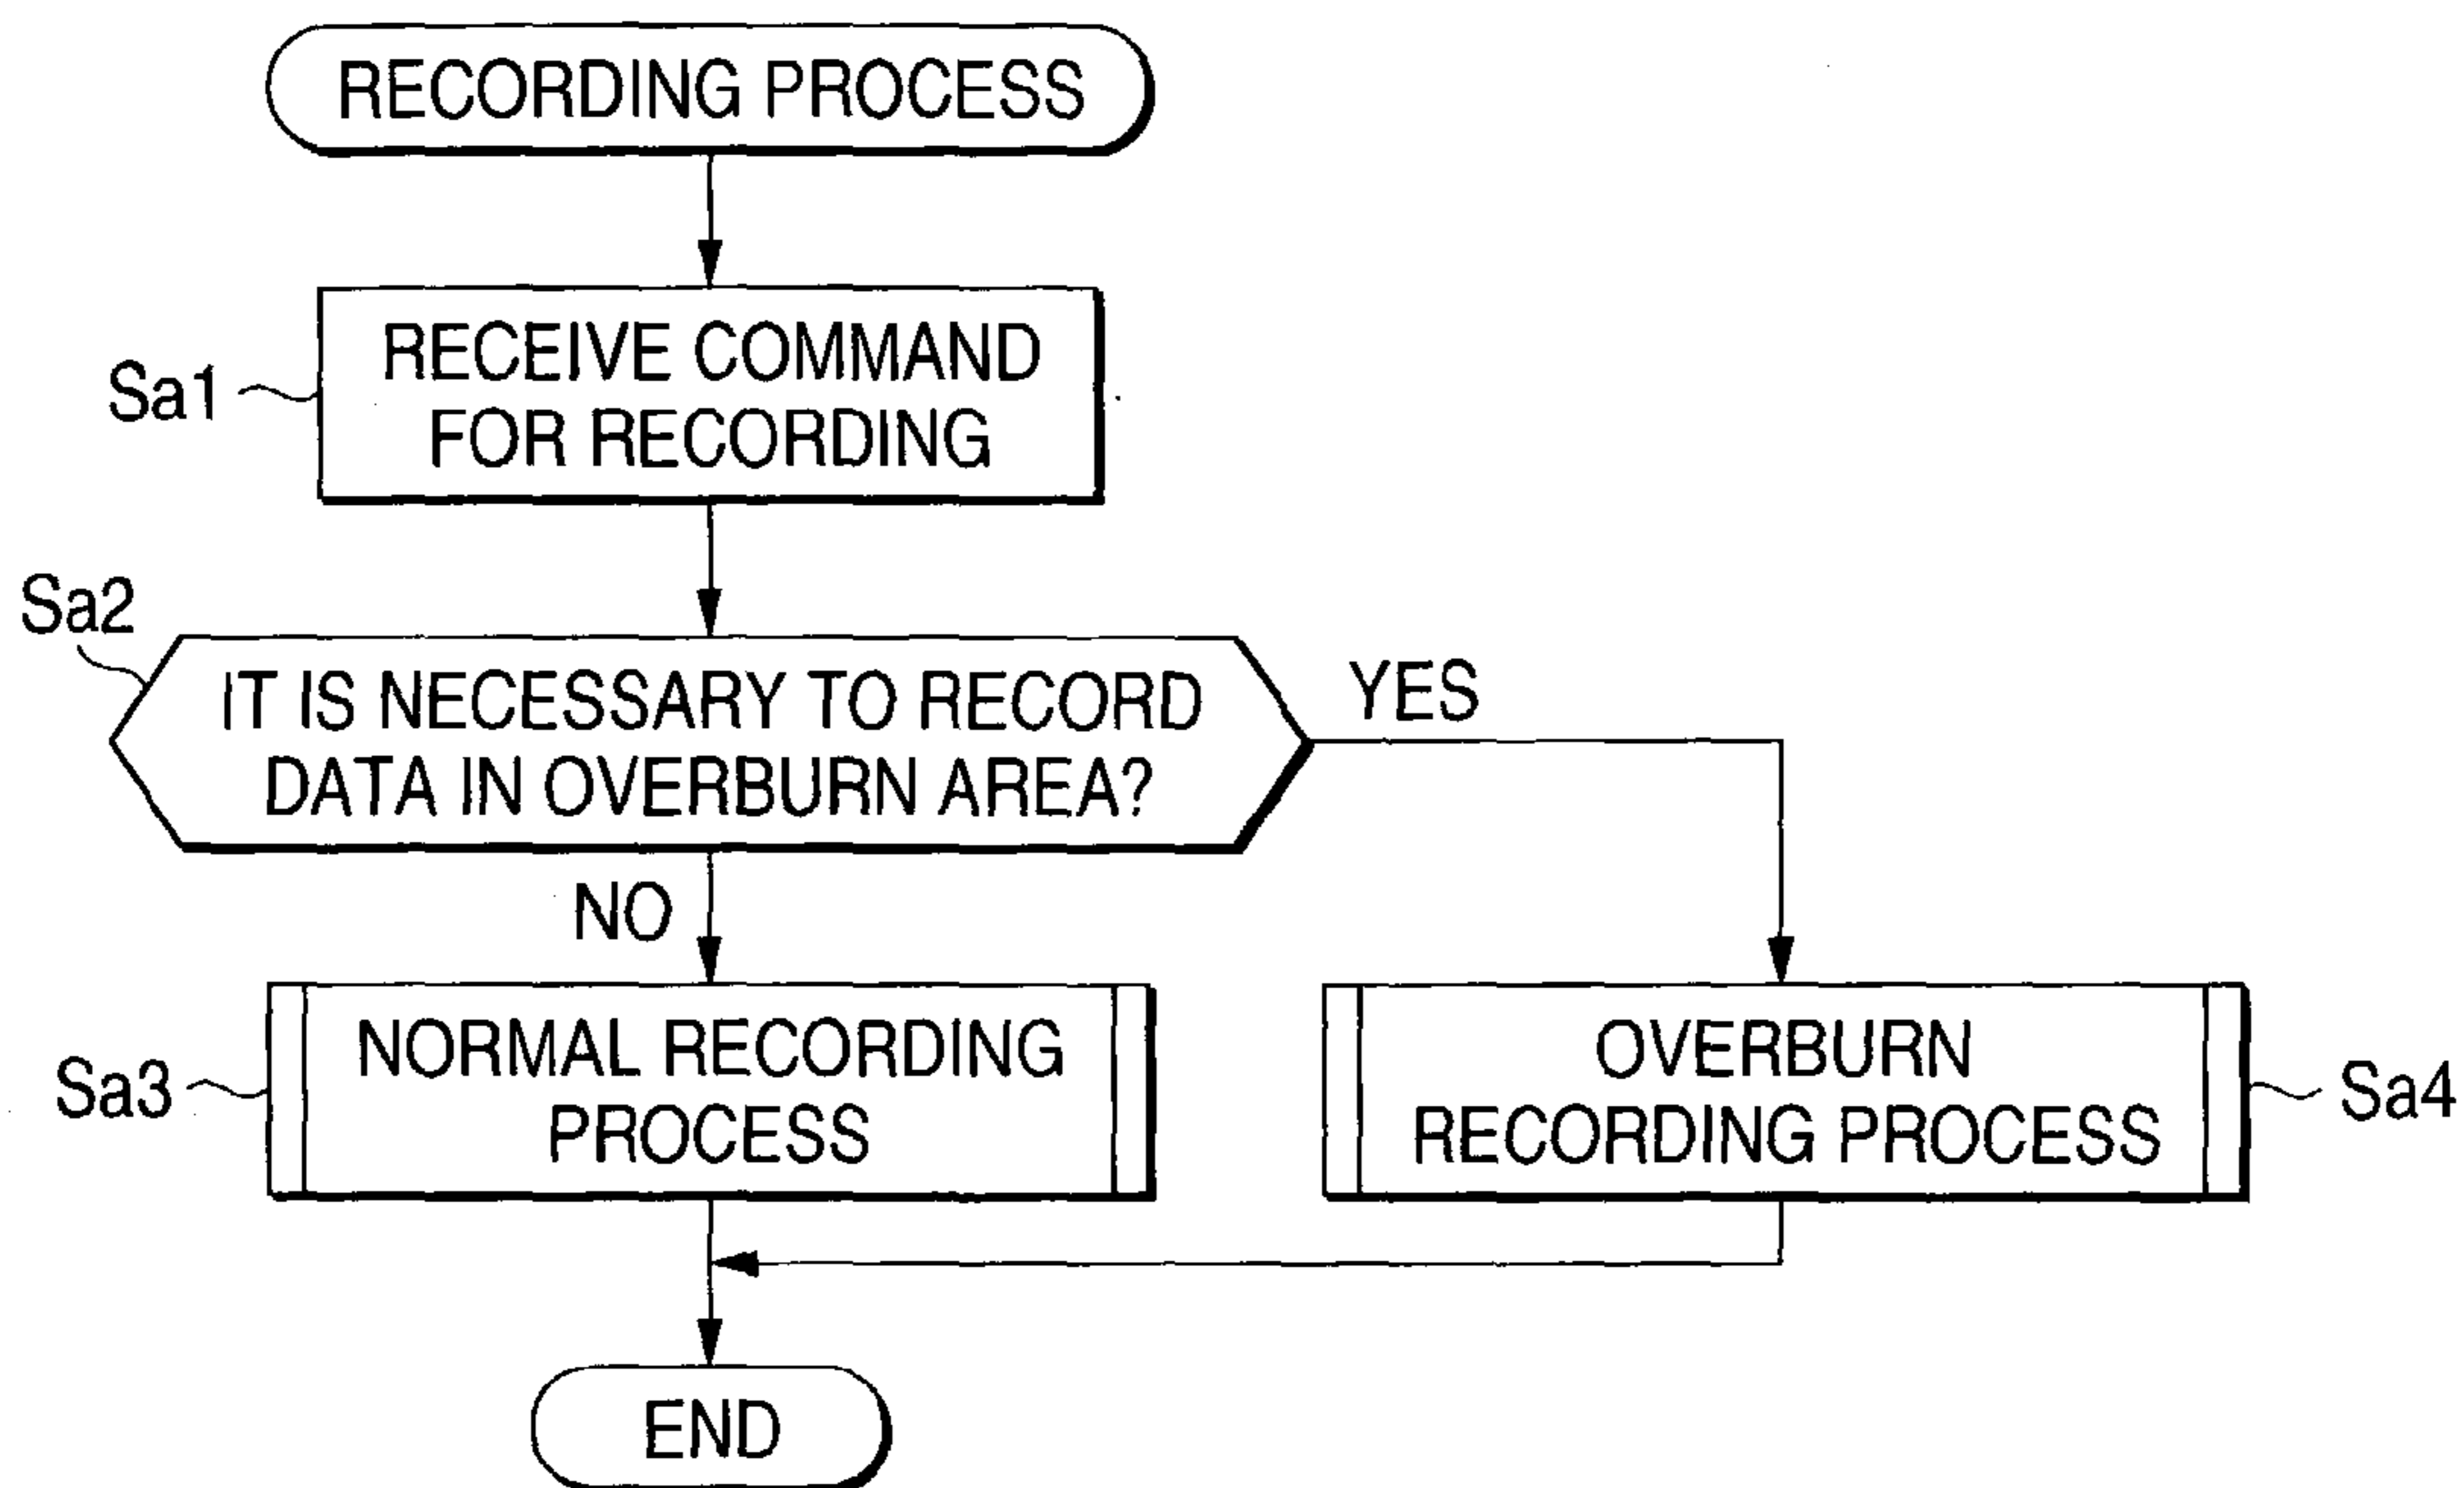 RECORDING PROCESS
Sa1
RECEIVE COMMAND
FOR RECORDING
Sa2
IT IS NECESSARY TO RECORD
DATA IN OVERBURN AREA?
YES
NO
Sa3
NORMAL RECORDING
PROCESS
OVERBURN
RECORDING PROCESS
Sa4
END